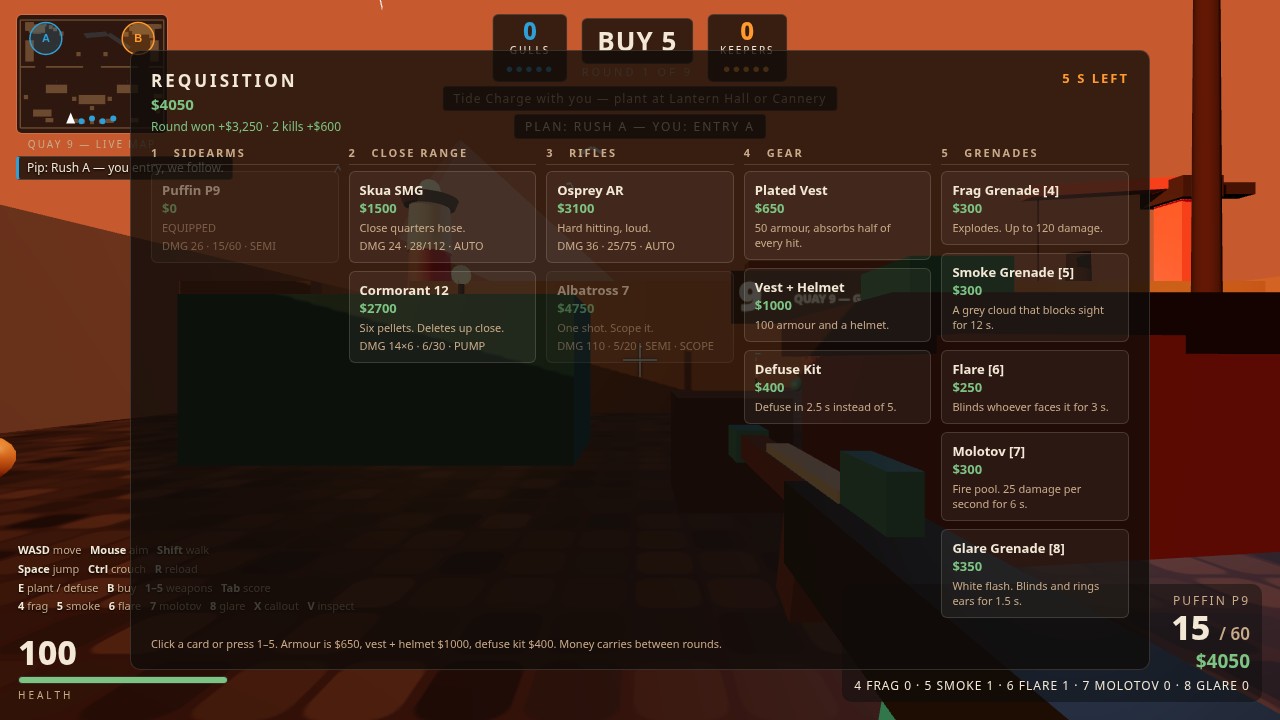 A
B
0
GULLS
BUY 5
0
KEEPERS
ROUND 1 OF
Tide Charge with you — plant at Lantern Hall or Cannery
PLAN: RUSH A — YOU: ENTRY A
QUAY 9 — LIVE
Pip: Rush A — you entry, we follow.
REQUISITION
5 S LEFT
$4050
Round won +$3,250 · 2 kills +$600
1 SIDEARMS
Puffin P9
$0
EQUIPPED
DMG 26 · 15/60 · SEMI
2 CLOSE RANGE
Skua SMG
$1500
Close quarters hose.
DMG 24 · 28/112 · AUTO
Cormorant 12
$2700
Six pellets. Deletes up close.
DMG 14×6 · 6/30 · PUMP
3 RIFLES
Osprey AR
$3100
Hard hitting, loud.
DMG 36 · 25/75 · AUTO
Albatross 7
$4750
One shot. Scope it.
DMG 110 · 5/20 · SEMI · SCOPE
4 GEAR
Plated Vest
$650
50 armour, absorbs half of
every hit.
Vest + Helmet
$1000
100 armour and a helmet.
Defuse Kit
$400
Defuse in 2.5 s instead of 5.
5 GRENADES
Frag Grenade [4]
$300
Explodes. Up to 120 damage.
Smoke Grenade [5]
$300
A grey cloud that blocks sight
for 12 s.
Flare [6]
$250
Blinds whoever faces it for 3 s.
Molotov [7]
$300
Fire pool. 25 damage per
second for 6 s.
Glare Grenade [8]
$350
White flash. Blinds and rings
ears for 1.5 s.
9
QUAY 9 — G
Click a card or press 1–5. Armour is $650, vest + helmet $1000, defuse kit $400. Money carries between rounds.
WASD move Mouse aim Shift walk
Space jump Ctrl crouch R reload
E plant / defuse B buy 1–5 weapons Tab score
4 frag 5 smoke 6 flare 7 molotov 8 glare X callout V inspect
100
HEALTH
PUFFIN P9
15 / 60
$4050
4 FRAG 0 · 5 SMOKE 1 · 6 FLARE 1 · 7 MOLOTOV 0 · 8 GLARE 0